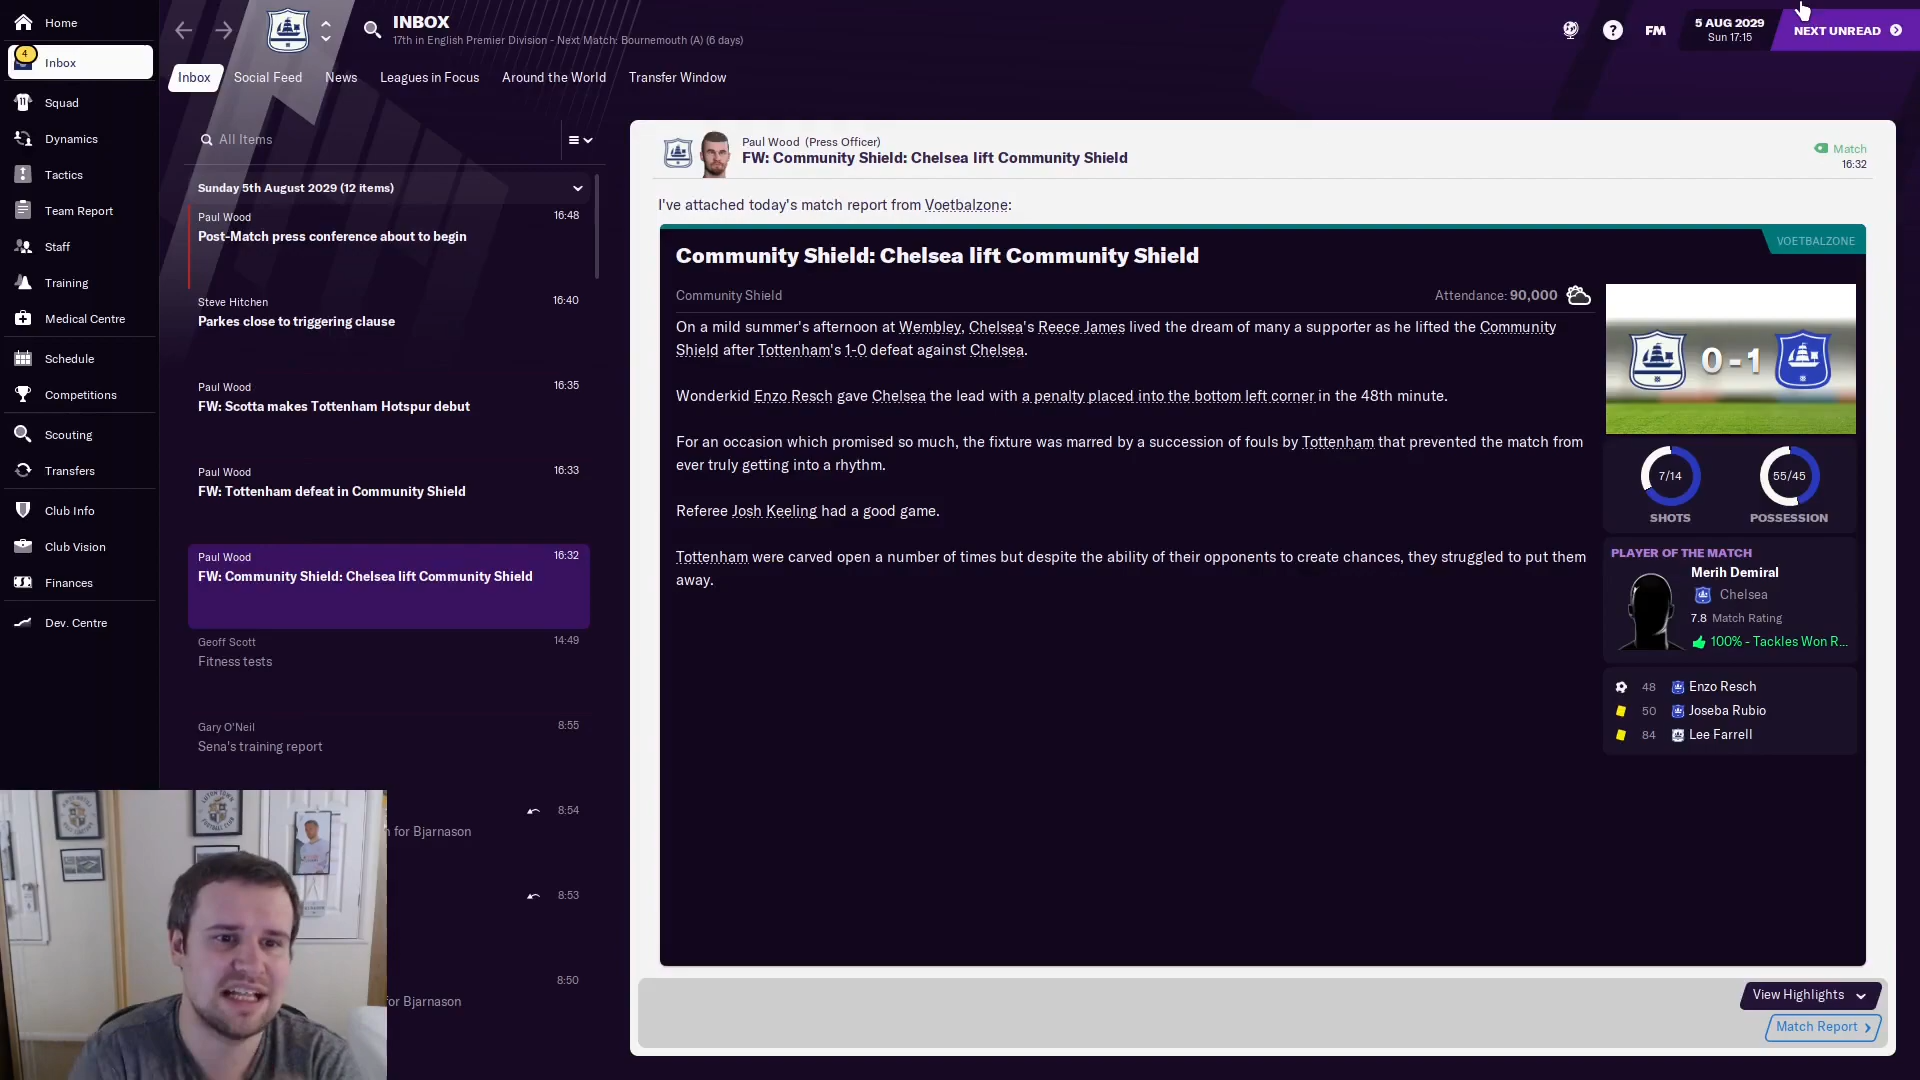 Home
4
Inbox
Squad
Dynamics
Tactics
Team Report
Staff
Training
Medical Centre
Schedule
Competitions
Scouting
Transfers
Club Info
Club Vision
Finances
Dev. Centre
INBOX
17th in English Premier Division - Next Match: Bournemouth (A) (6 days)
FM
5 AUG 2029
Sun 17:15
NEXT UNREAD
Inbox Social Feed News Leagues in Focus Around the World Transfer Window
All Items
Sunday 5th August 2029 (12 items)
Paul Wood 16:48
Post-Match press conference about to begin
Steve Hitchen 16:40
Parkes close to triggering clause
Paul Wood 16:35
FW: Scotta makes Tottenham Hotspur debut
Paul Wood 16:33
FW: Tottenham defeat in Community Shield
Paul Wood 16:32
FW: Community Shield: Chelsea lift Community Shield
Geoff Scott 14:49
Fitness tests
Gary O'Neil 8:55
Sena's training report
8:54
for Bjarnason
8:53
8:50
for Bjarnason
Paul Wood (Press Officer)
FW: Community Shield: Chelsea lift Community Shield
Match
16:32
I've attached today's match report from Voetbalzone:
VOETBALZONE
Community Shield: Chelsea lift Community Shield
Community Shield Attendance: 90,000
On a mild summer's afternoon at Wembley, Chelsea's Reece James lived the dream of many a supporter as he lifted the Community
Shield after Tottenham's 1-0 defeat against Chelsea.
Wonderkid Enzo Resch gave Chelsea the lead with a penalty placed into the bottom left corner in the 48th minute.
For an occasion which promised so much, the fixture was marred by a succession of fouls by Tottenham that prevented the match from
ever truly getting into a rhythm.
Referee Josh Keeling had a good game.
Tottenham were carved open a number of times but despite the ability of their opponents to create chances, they struggled to put them
away.
0 - 1
7/14 55/45
SHOTS POSSESSION
PLAYER OF THE MATCH
Merih Demiral
Chelsea
7.8 Match Rating
100% - Tackles Won R...
48 Enzo Resch
50 Joseba Rubio
84 Lee Farrell
View Highlights
Match Report